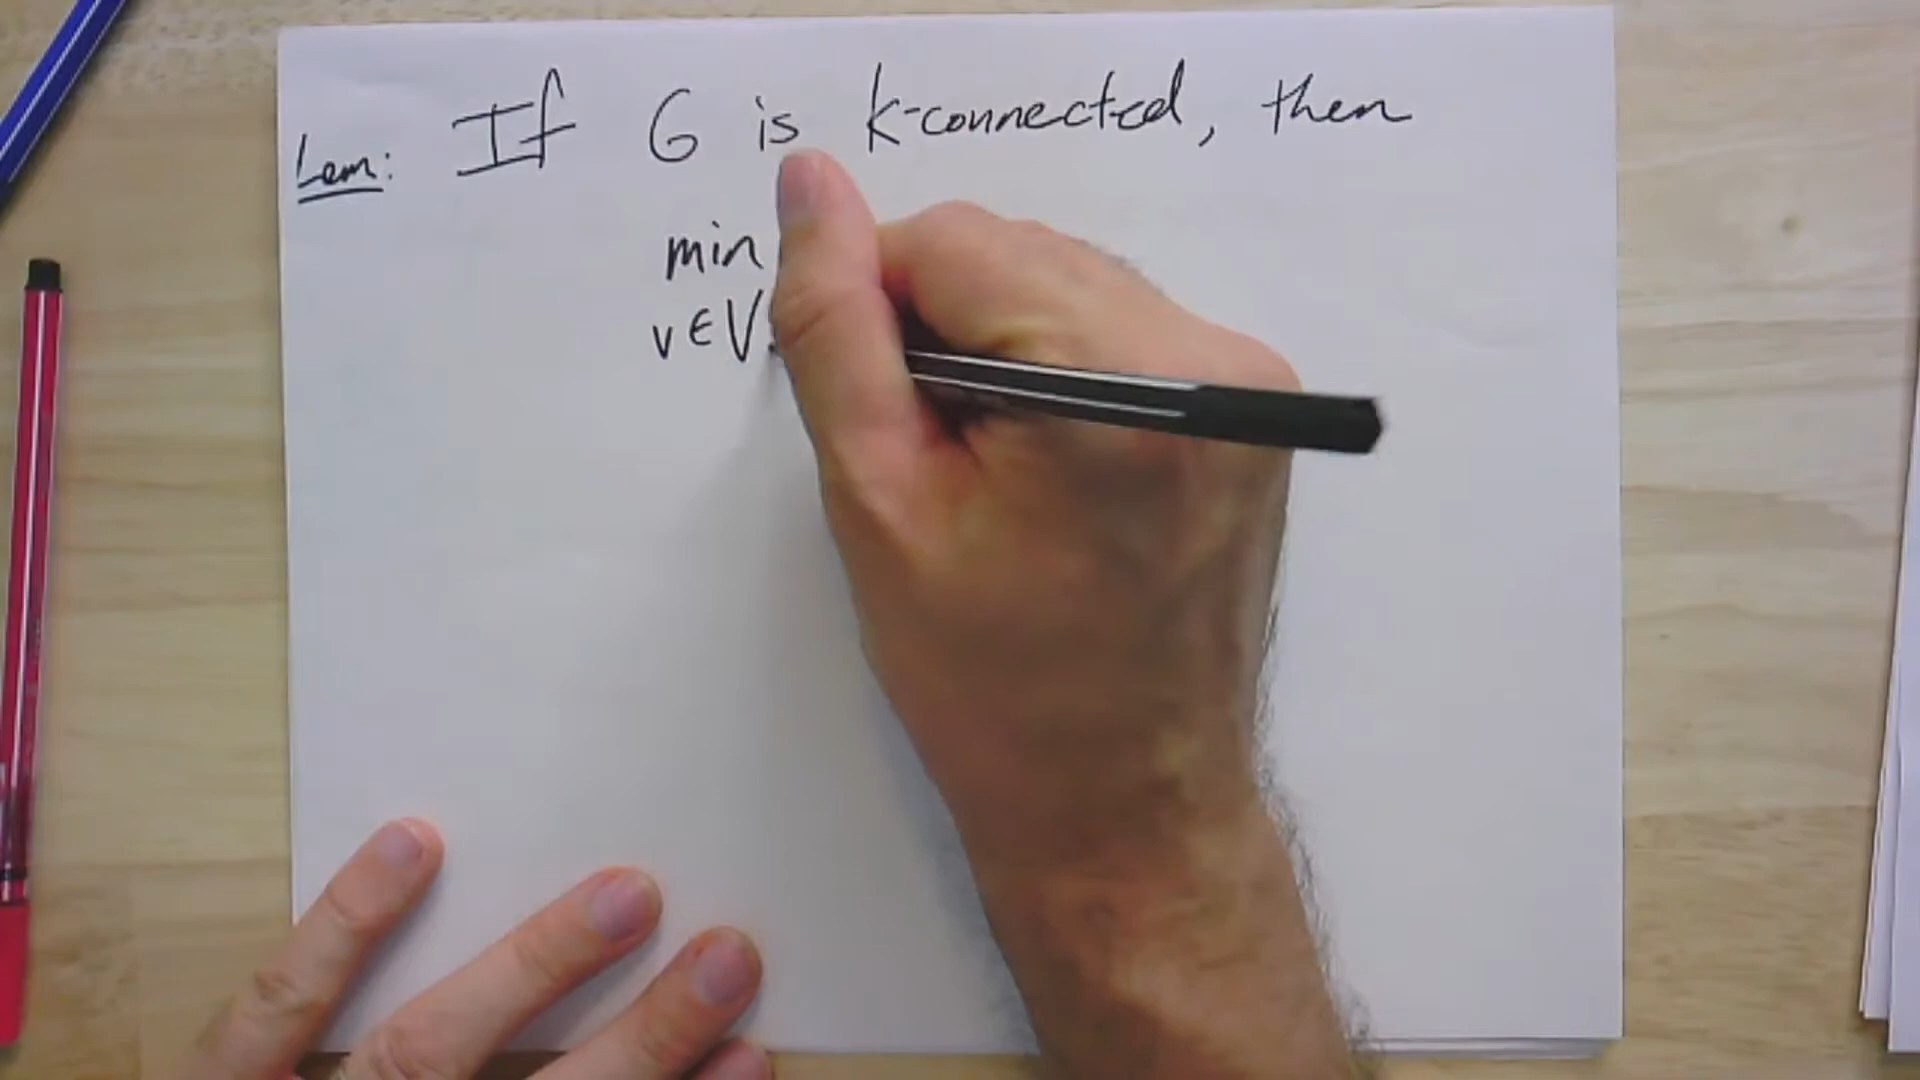 Lem: If G is k-connected, then
min
v∈V